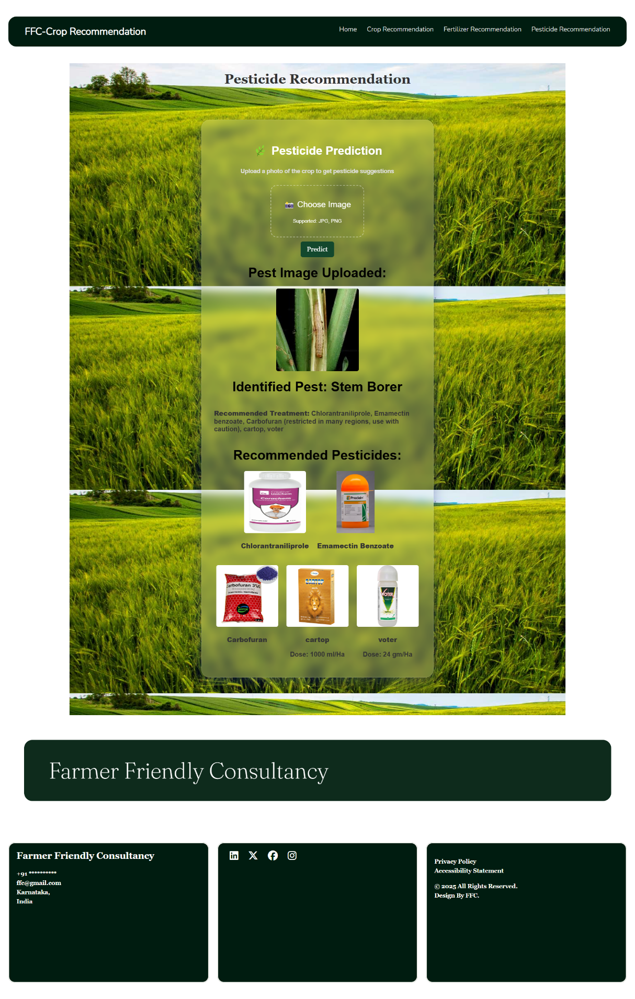 FFC-Crop Recommendation
Home Crop Recommendation Fertilizer Recommendation Pesticide Recommendation
Pesticide Recommendation
Pesticide Prediction
Upload a photo of the crop to get pesticide suggestions
Choose Image
Supported: JPG, PNG
Predict
Pest Image Uploaded:
Identified Pest: Stem Borer
Recommended Treatment: Chlorantraniliprole, Emamectin
benzoate, Carbofuran (restricted in many regions, use with
caution), cartop, voter
Recommended Pesticides:
Creative
Unichem
Corachem
Proclaim
Chlorantraniliprole Emamectin Benzoate
Carbofuran 3%G
Insecticide / Nematicide
CARTOP
VOTER
Carbofuran cartop voter
Dose: 1000 ml/Ha Dose: 24 gm/Ha
Farmer Friendly Consultancy
Farmer Friendly Consultancy
+91 **********
ffc@gmail.com
Karnataka,
India
Privacy Policy
Accessibility Statement
© 2025 All Rights Reserved.
Design By FFC.